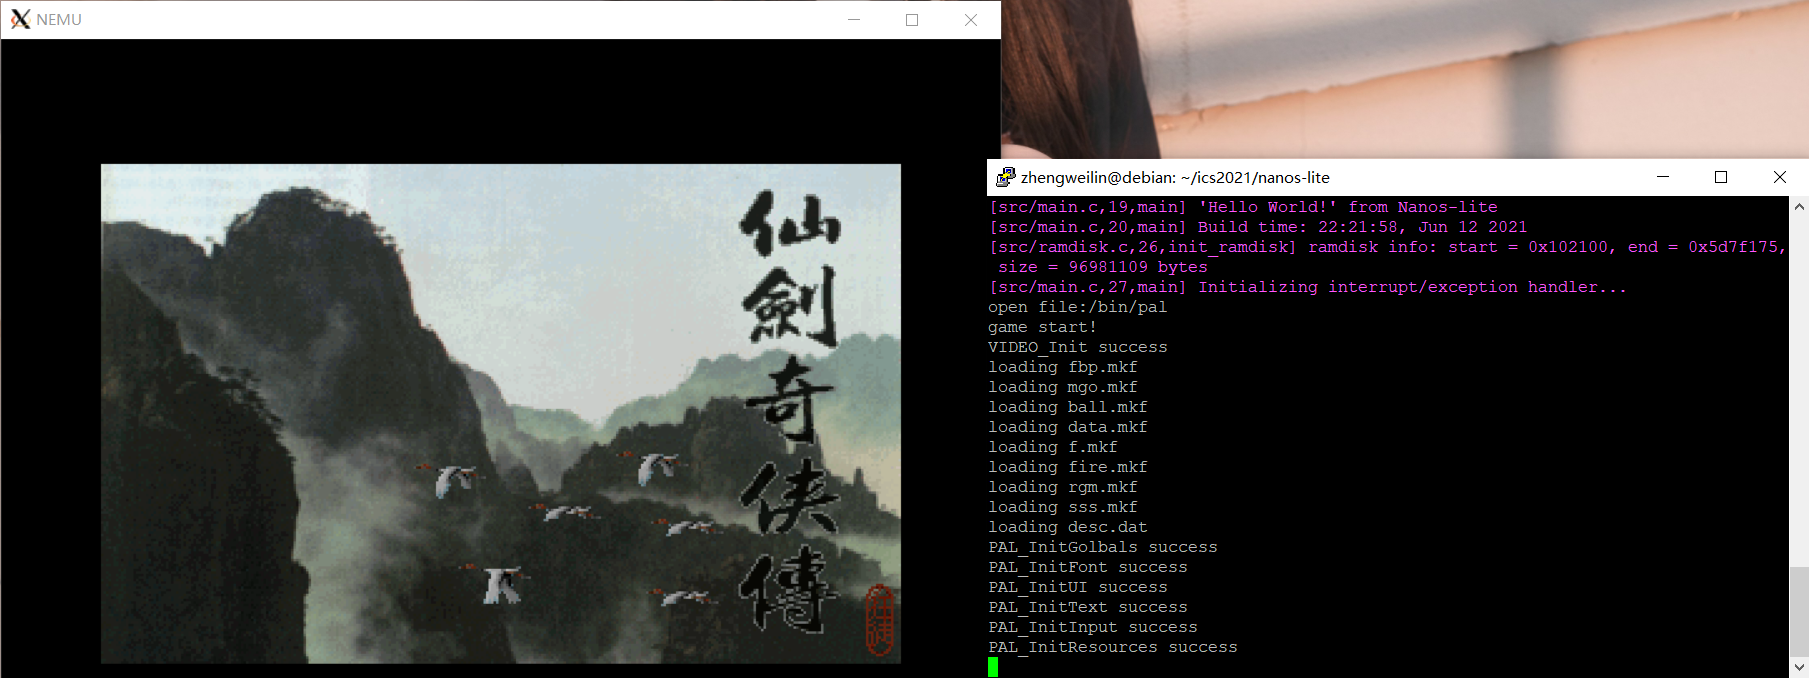 NEMU
仙
劍
奇
俠
傳
zhengweilin@debian: ~/ics2021/nanos-lite
[src/main.c,19,main] 'Hello World!' from Nanos-lite
[src/main.c,20,main] Build time: 22:21:58, Jun 12 2021
[src/ramdisk.c,26,init_ramdisk] ramdisk info: start = 0x102100, end = 0x5d7f175,
 size = 96981109 bytes
[src/main.c,27,main] Initializing interrupt/exception handler...
open file:/bin/pal
game start!
VIDEO_Init success
loading fbp.mkf
loading mgo.mkf
loading ball.mkf
loading data.mkf
loading f.mkf
loading fire.mkf
loading rgm.mkf
loading sss.mkf
loading desc.dat
PAL_InitGolbals success
PAL_InitFont success
PAL_InitUI success
PAL_InitText success
PAL_InitInput success
PAL_InitResources success